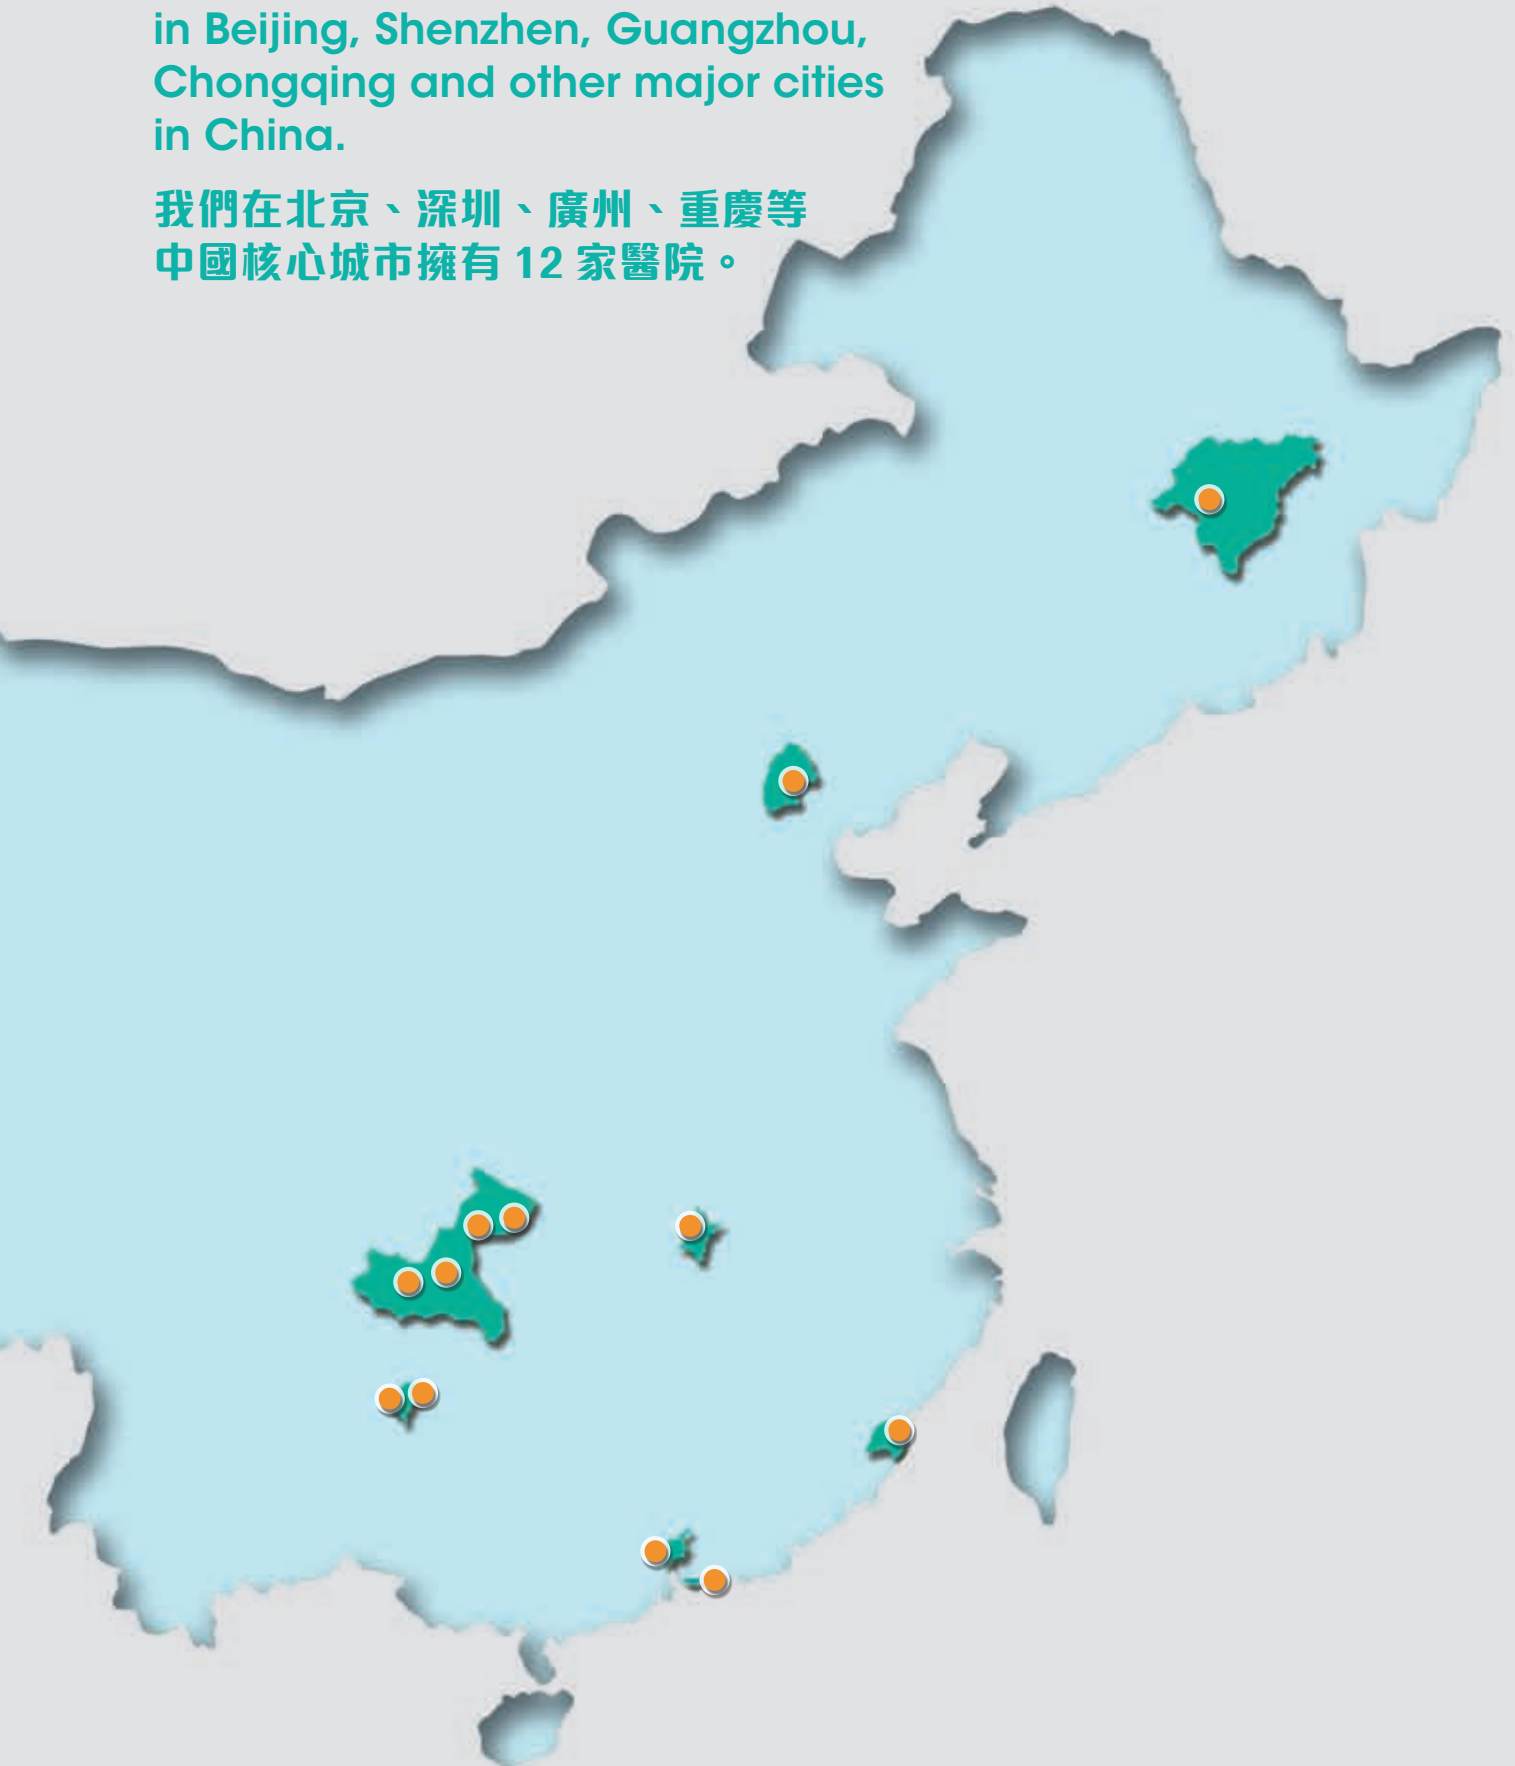 in Beijing, Shenzhen, Guangzhou,
Chongqing and other major cities
in China.
我們在北京、深圳、廣州、重慶等
中國核心城市擁有 12 家醫院。